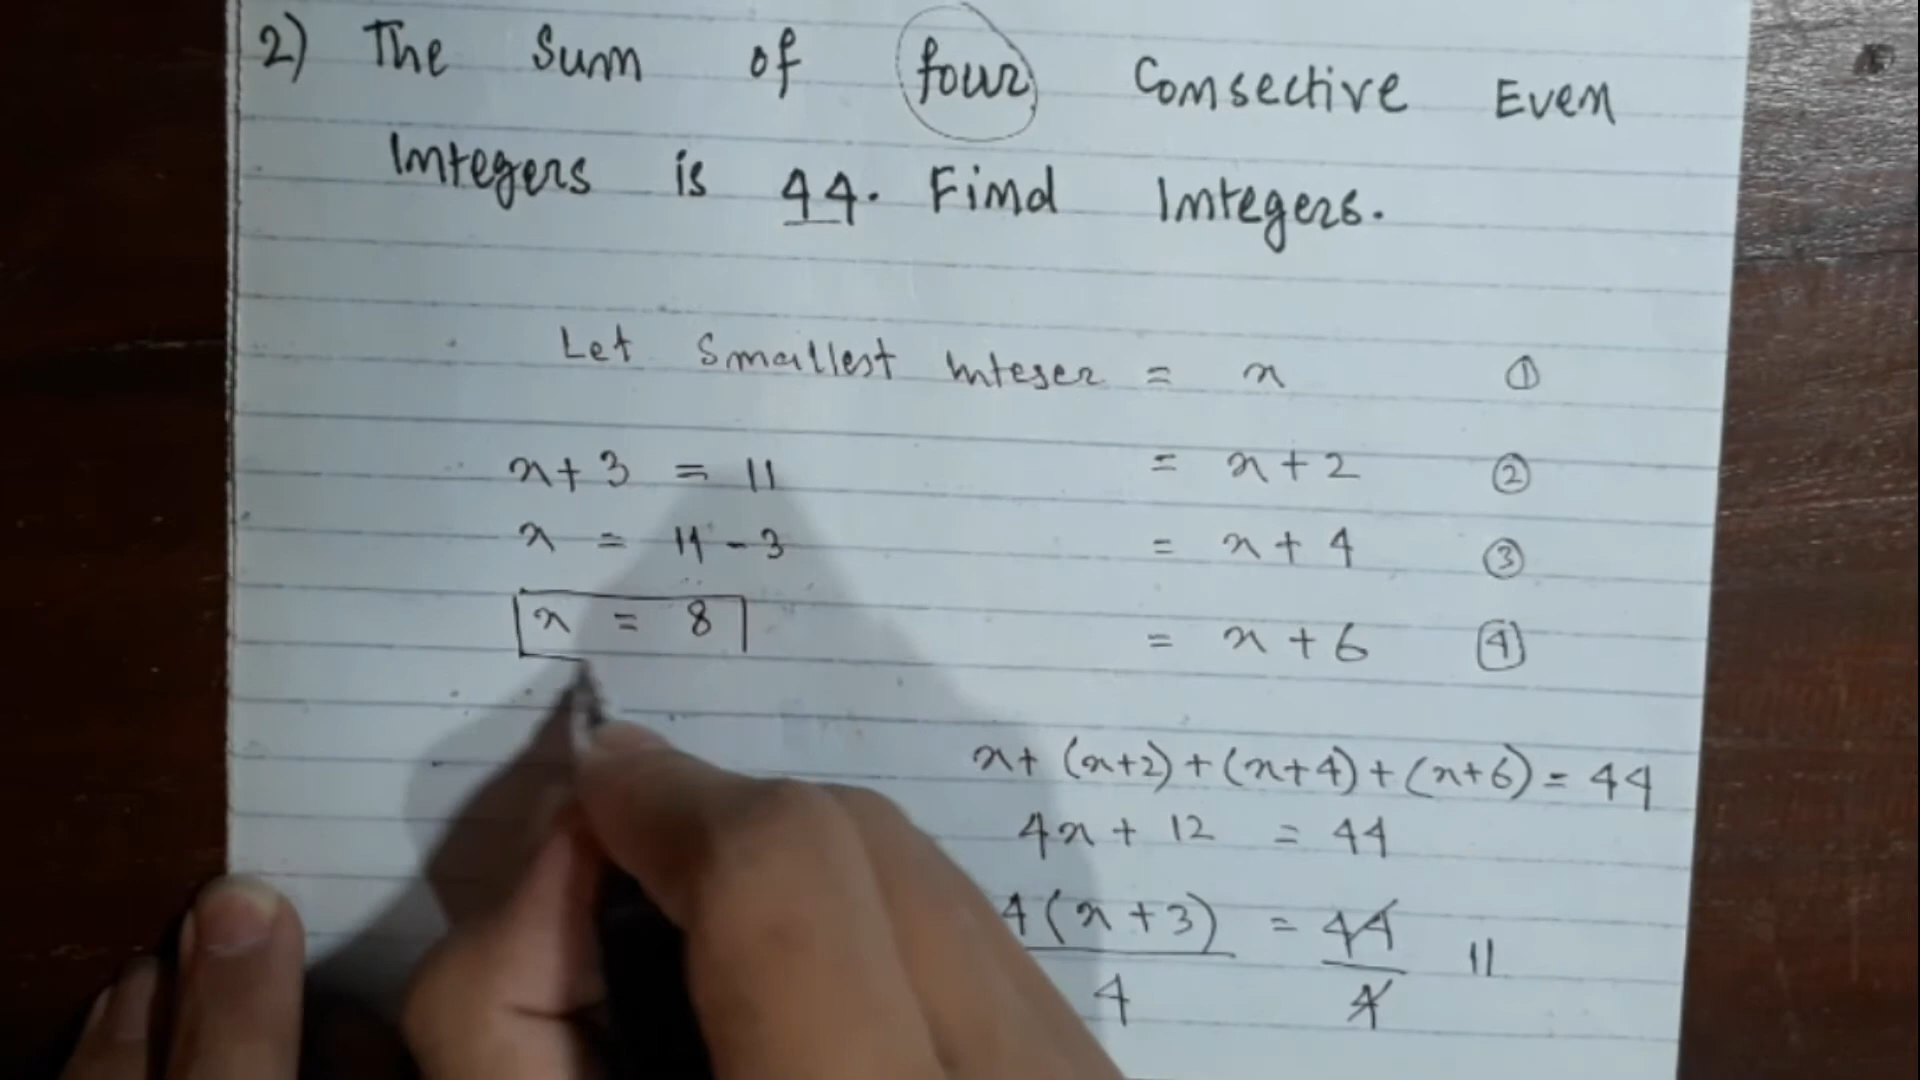 2) The Sum of four Consective Even
Integers is 44. Find Integers.
Let Smallest Inteser = x ①
= x + 2 ②
= x + 4 ③
= x + 6 ④
x + (x+2) + (x+4) + (x+6) = 44
4x + 12 = 44
4(x+3) = 44 11
4 4
x + 3 = 11
x = 11 - 3
x = 8